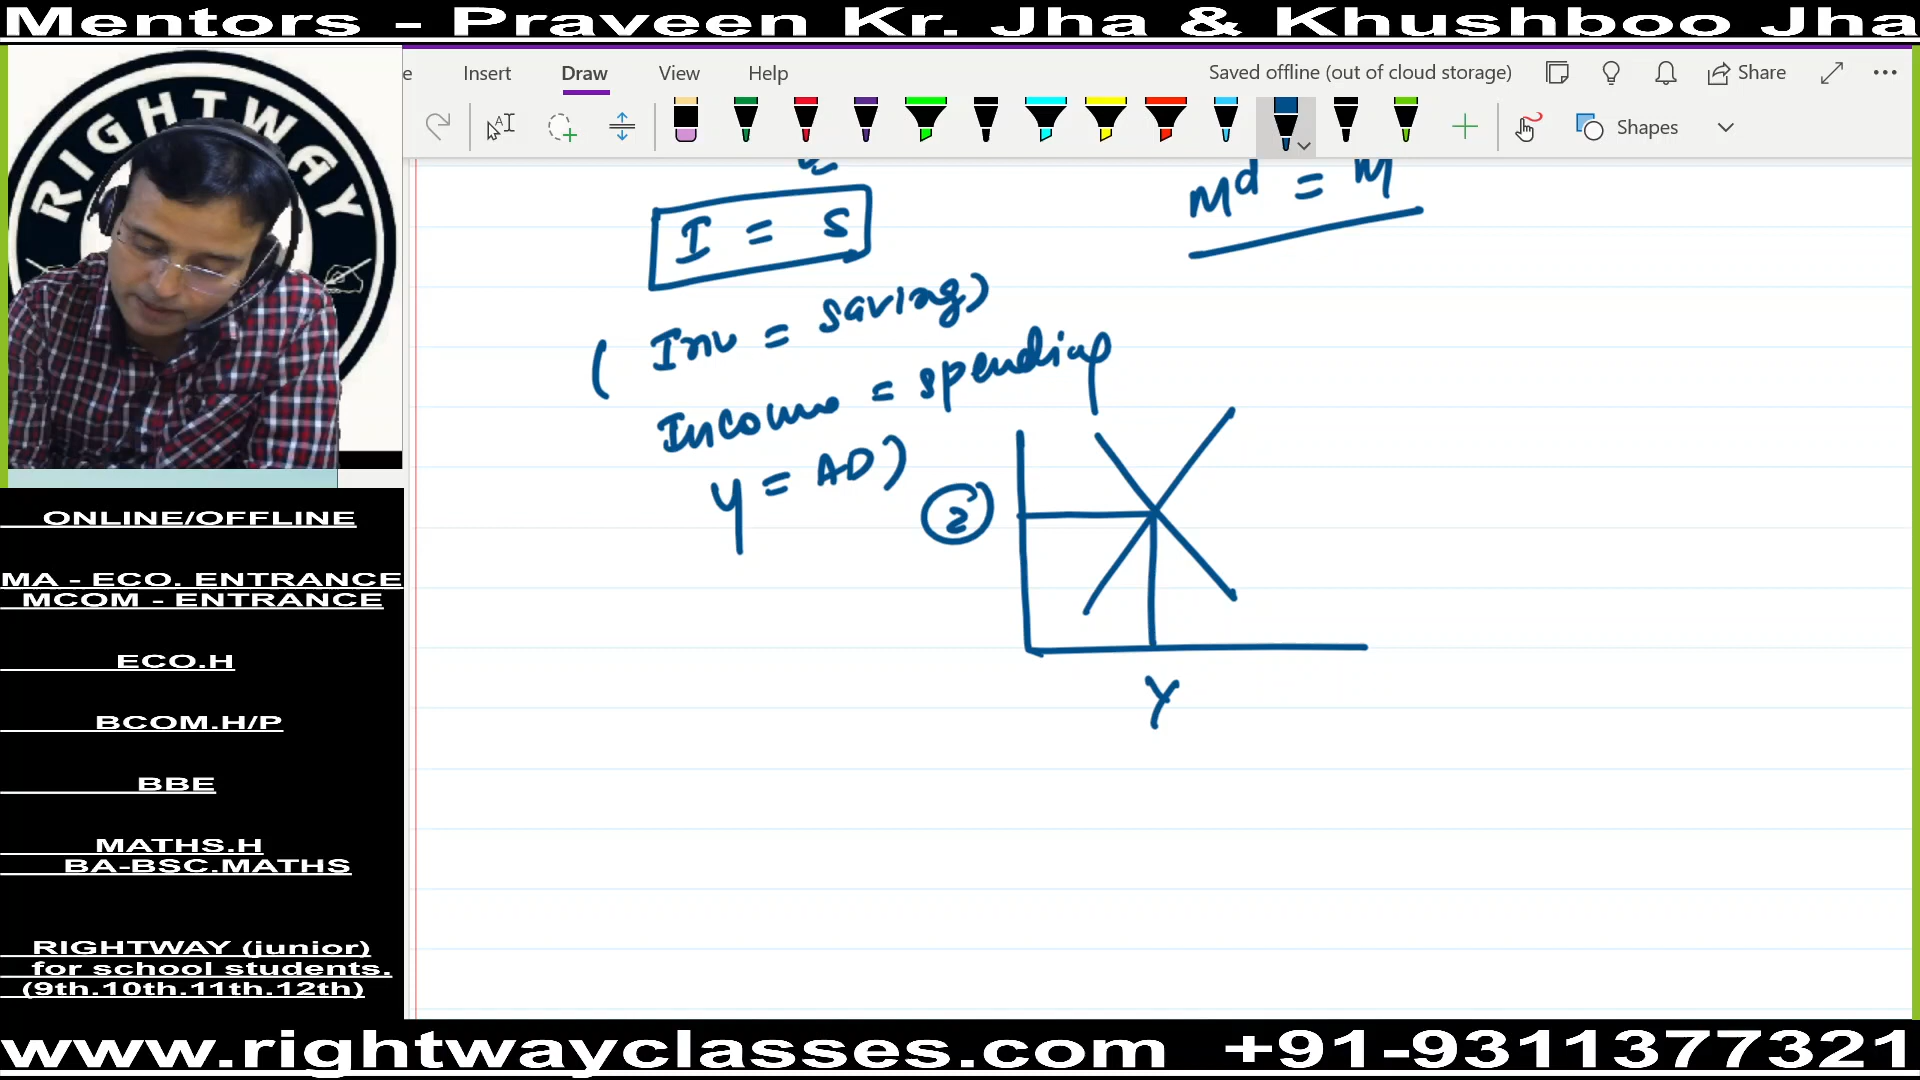 Mentors - Praveen Kr. Jha & Khushboo Jha
RIGHTWAY
e Insert Draw View Help
Saved offline (out of cloud storage)
Share
Shapes
I = S
M^d = M
( Inv = saving)
Income = spending
Y = AD)
2
Y
ONLINE/OFFLINE
MA - ECO. ENTRANCE
MCOM - ENTRANCE
ECO.H
BCOM.H/P
BBE
MATHS.H
BA-BSC.MATHS
RIGHTWAY (junior)
for school students.
(9th.10th.11th.12th)
www.rightwayclasses.com +91-9311377321